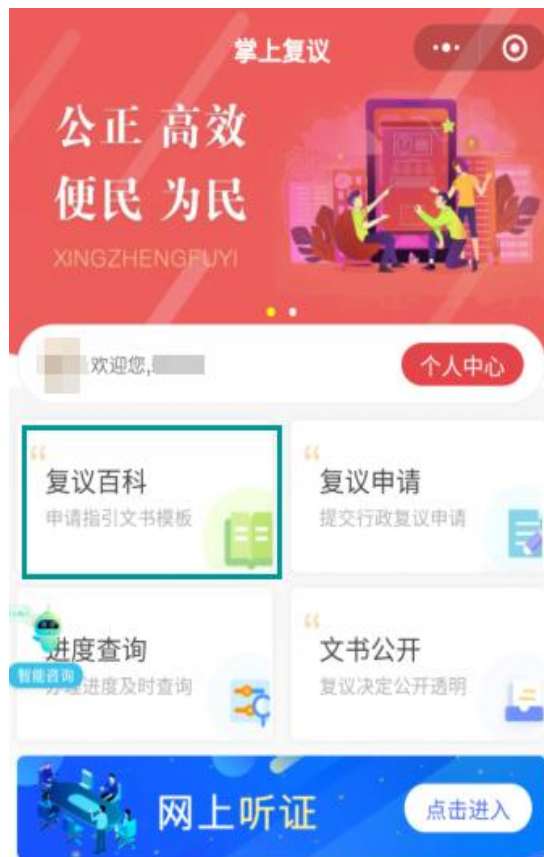 掌上复议
公正 高效
便民 为民
XINGZHENGFUYI
欢迎您,
个人中心
复议百科
申请指引文书模板
复议申请
提交行政复议申请
进度查询
智能咨询
办理进度及时查询
文书公开
复议决定公开透明
网上听证
点击进入